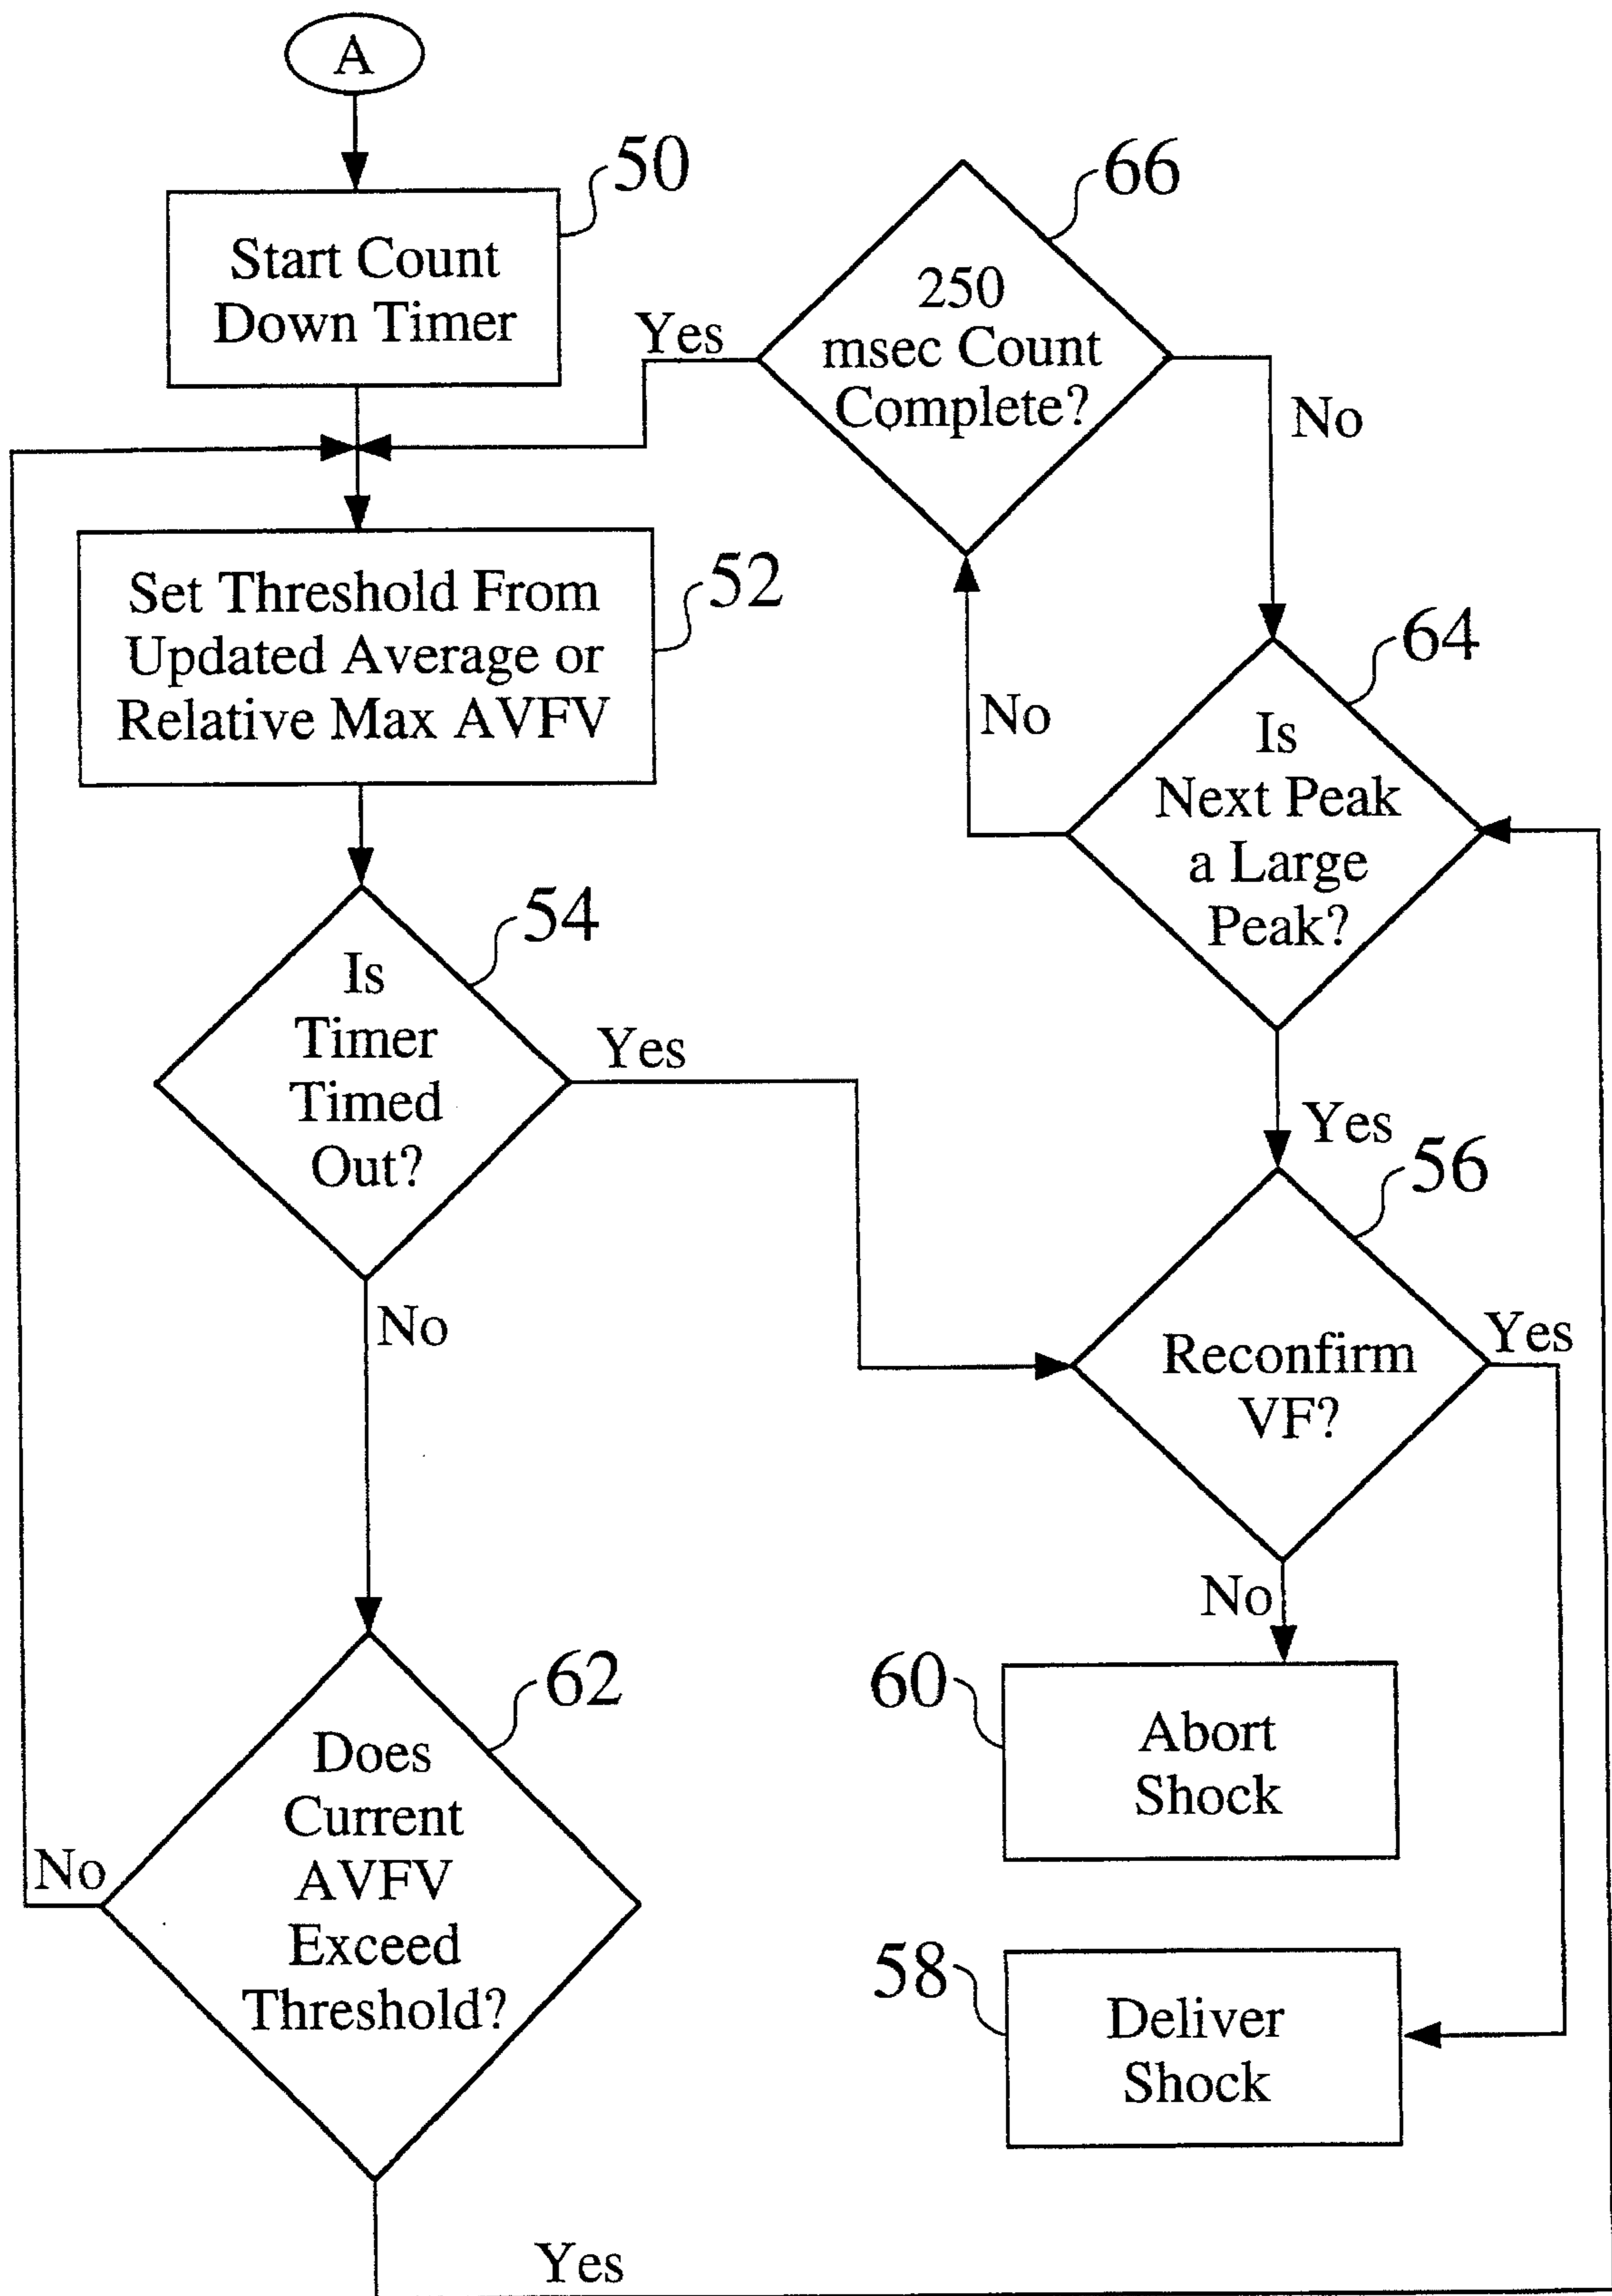 A
50
Start Count
Down Timer
66
250
msec Count
Complete?
Yes
No
52
Set Threshold From
Updated Average or
Relative Max AVFV
64
Is
Next Peak
a Large
Peak?
No
Yes
54
Is
Timer
Timed
Out?
Yes
No
56
Reconfirm
VF?
Yes
No
62
Does
Current
AVFV
Exceed
Threshold?
No
Yes
60
Abort
Shock
58
Deliver
Shock